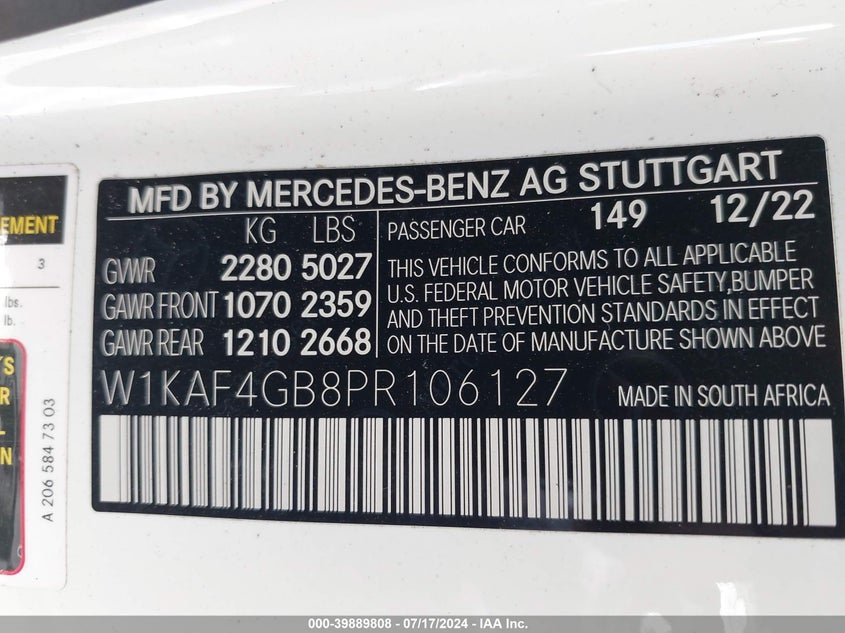 MFD BY MERCEDES-BENZ AG STUTTGART
KG LBS
GVWR 2280 5027
GAWR FRONT 1070 2359
GAWR REAR 1210 2668
PASSENGER CAR 149 12/22
THIS VEHICLE CONFORMS TO ALL APPLICABLE
U.S. FEDERAL MOTOR VEHICLE SAFETY,BUMPER
AND THEFT PREVENTION STANDARDS IN EFFECT
ON THE DATE OF MANUFACTURE SHOWN ABOVE
W1KAF4GB8PR106127
MADE IN SOUTH AFRICA
3
lbs.
lb.
A 206 584 73 03
000-39889808 / 07/17/2024 / IAA Inc.